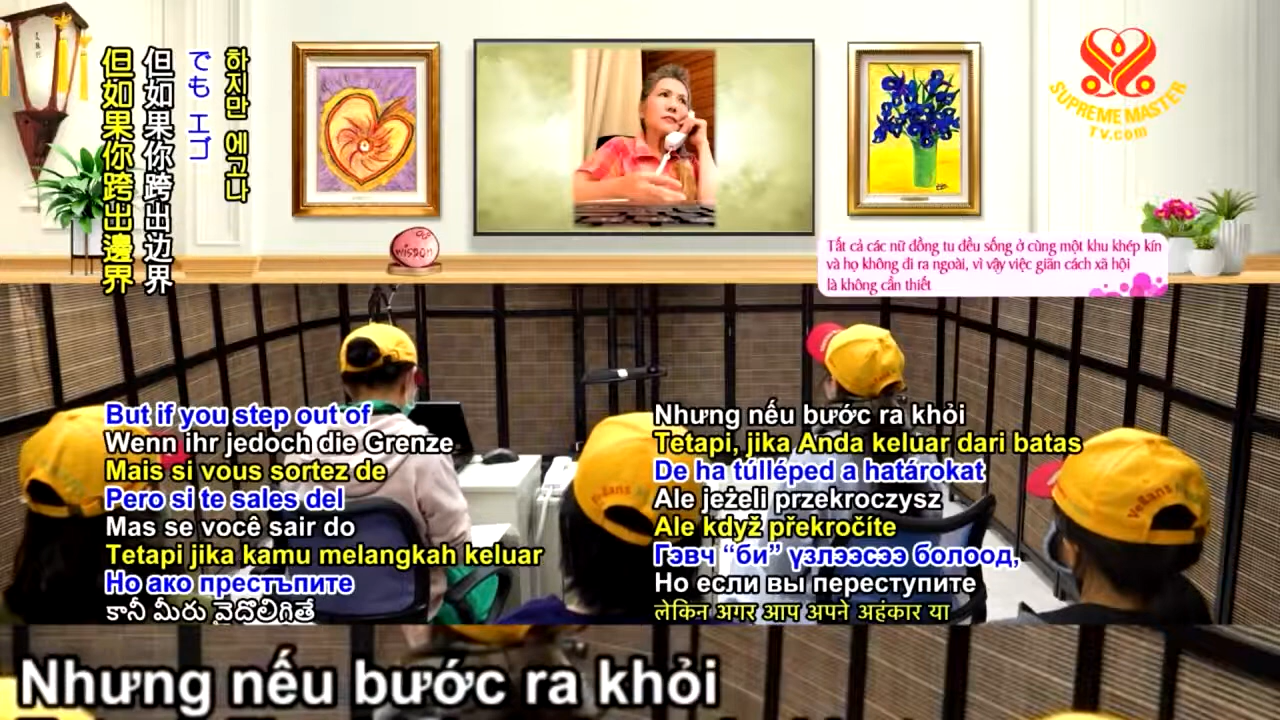 但如果你跨出邊界
但如果你跨出边界
でも エゴ
하지만 에고나
SUPREME MASTER
TV.com
wisdom
Tất cả các nữ đồng tu đều sống ở cùng một khu khép kín
và họ không đi ra ngoài, vì vậy việc giãn cách xã hội
là không cần thiết
But if you step out of
Wenn ihr jedoch die Grenze
Mais si vous sortez de
Pero si te sales del
Mas se você sair do
Tetapi jika kamu melangkah keluar
Но ако престъпите
కానీ మీరు వైదొలిగితే
Nhưng nếu bước ra khỏi
Tetapi, jika Anda keluar dari batas
De ha túlléped a határokat
Ale jeżeli przekroczysz
Ale když překročíte
Гэвч “би” үзлээсээ болоод,
Но если вы переступите
लेकिन अगर आप अपने अहंकार या
Nhưng nếu bước ra khỏi